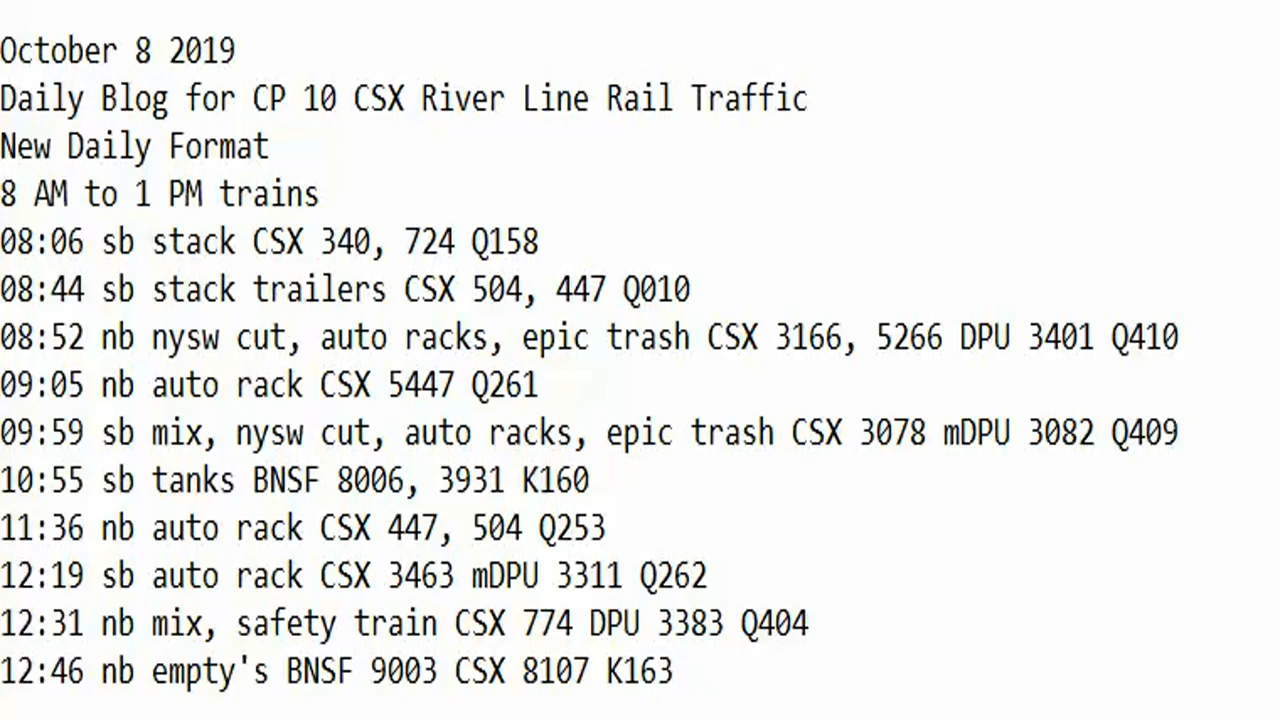 October 8 2019
Daily Blog for CP 10 CSX River Line Rail Traffic
New Daily Format
8 AM to 1 PM trains
08:06 sb stack CSX 340, 724 Q158
08:44 sb stack trailers CSX 504, 447 Q010
08:52 nb nysw cut, auto racks, epic trash CSX 3166, 5266 DPU 3401 Q410
09:05 nb auto rack CSX 5447 Q261
09:59 sb mix, nysw cut, auto racks, epic trash CSX 3078 mDPU 3082 Q409
10:55 sb tanks BNSF 8006, 3931 K160
11:36 nb auto rack CSX 447, 504 Q253
12:19 sb auto rack CSX 3463 mDPU 3311 Q262
12:31 nb mix, safety train CSX 774 DPU 3383 Q404
12:46 nb empty's BNSF 9003 CSX 8107 K163